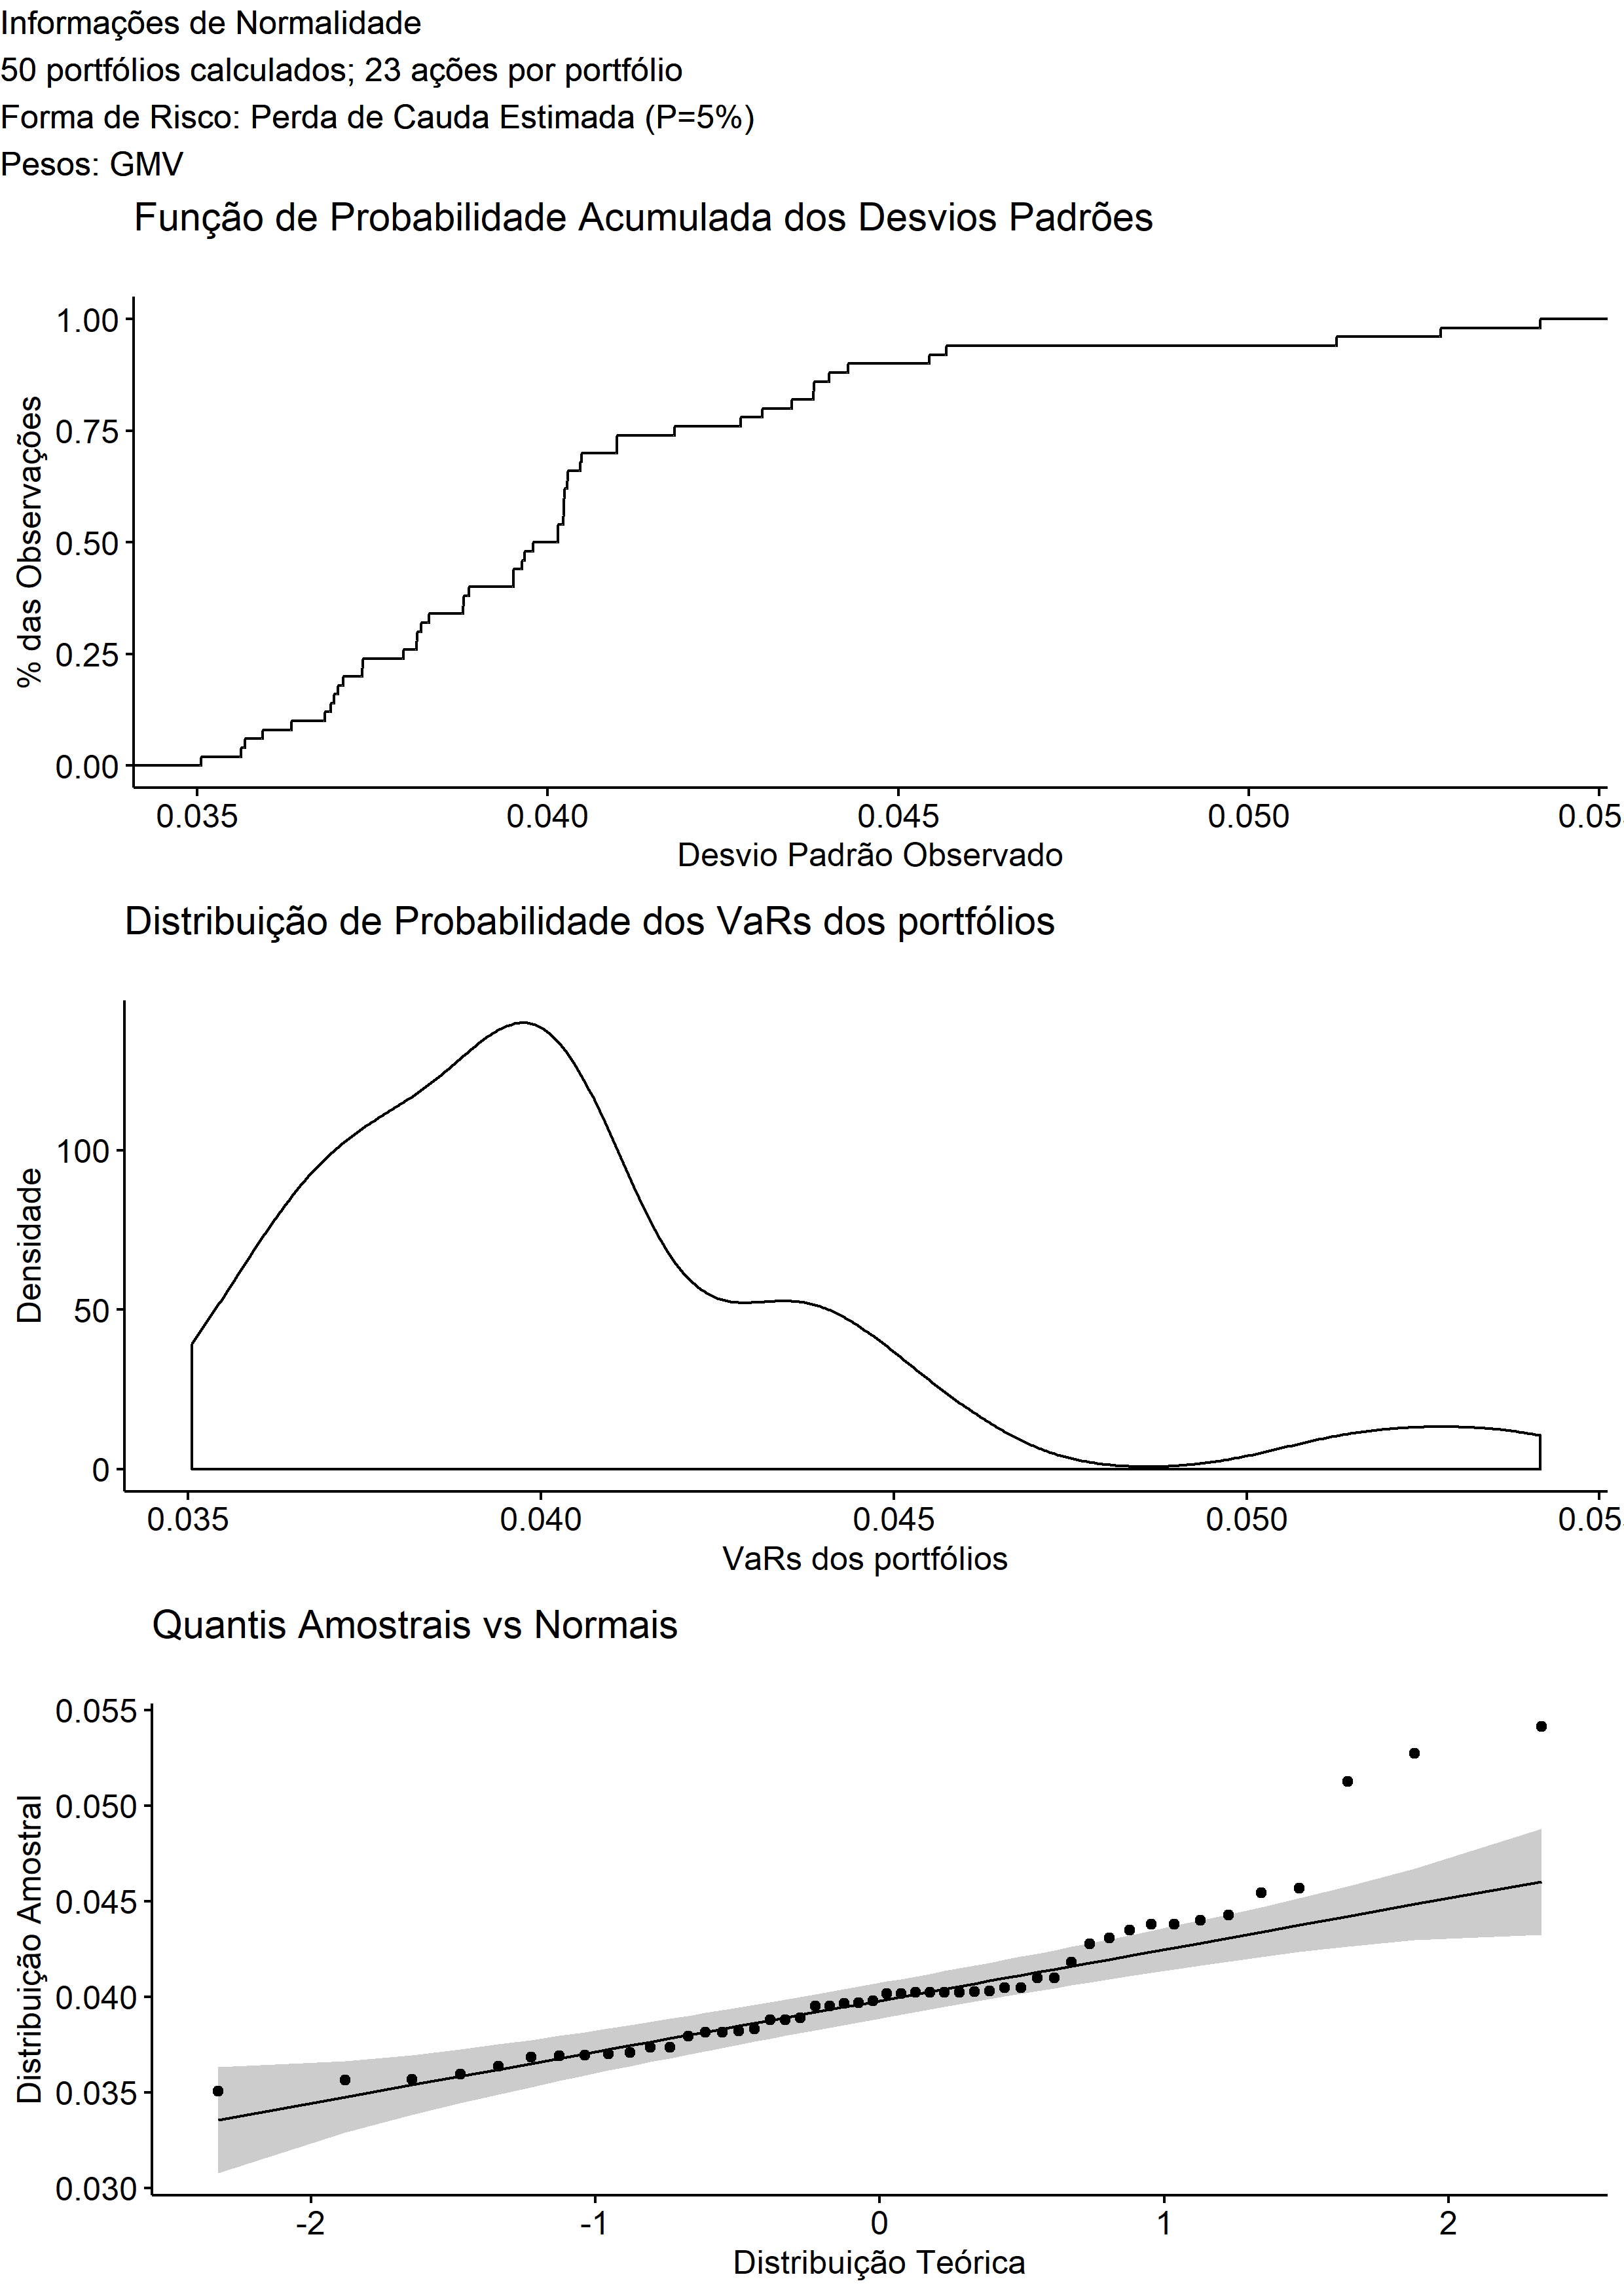 Informações de Normalidade
50 portfólios calculados; 23 ações por portfólio
Forma de Risco: Perda de Cauda Estimada (P=5%)
Pesos: GMV
Função de Probabilidade Acumulada dos Desvios Padrões
% das Observações
1.00
0.75
0.50
0.25
0.00
0.035 0.040 0.045 0.050 0.05
Desvio Padrão Observado
Distribuição de Probabilidade dos VaRs dos portfólios
Densidade
100
50
0
0.035 0.040 0.045 0.050 0.05
VaRs dos portfólios
Quantis Amostrais vs Normais
Distribuição Amostral
0.055
0.050
0.045
0.040
0.035
0.030
-2 -1 0 1 2
Distribuição Teórica